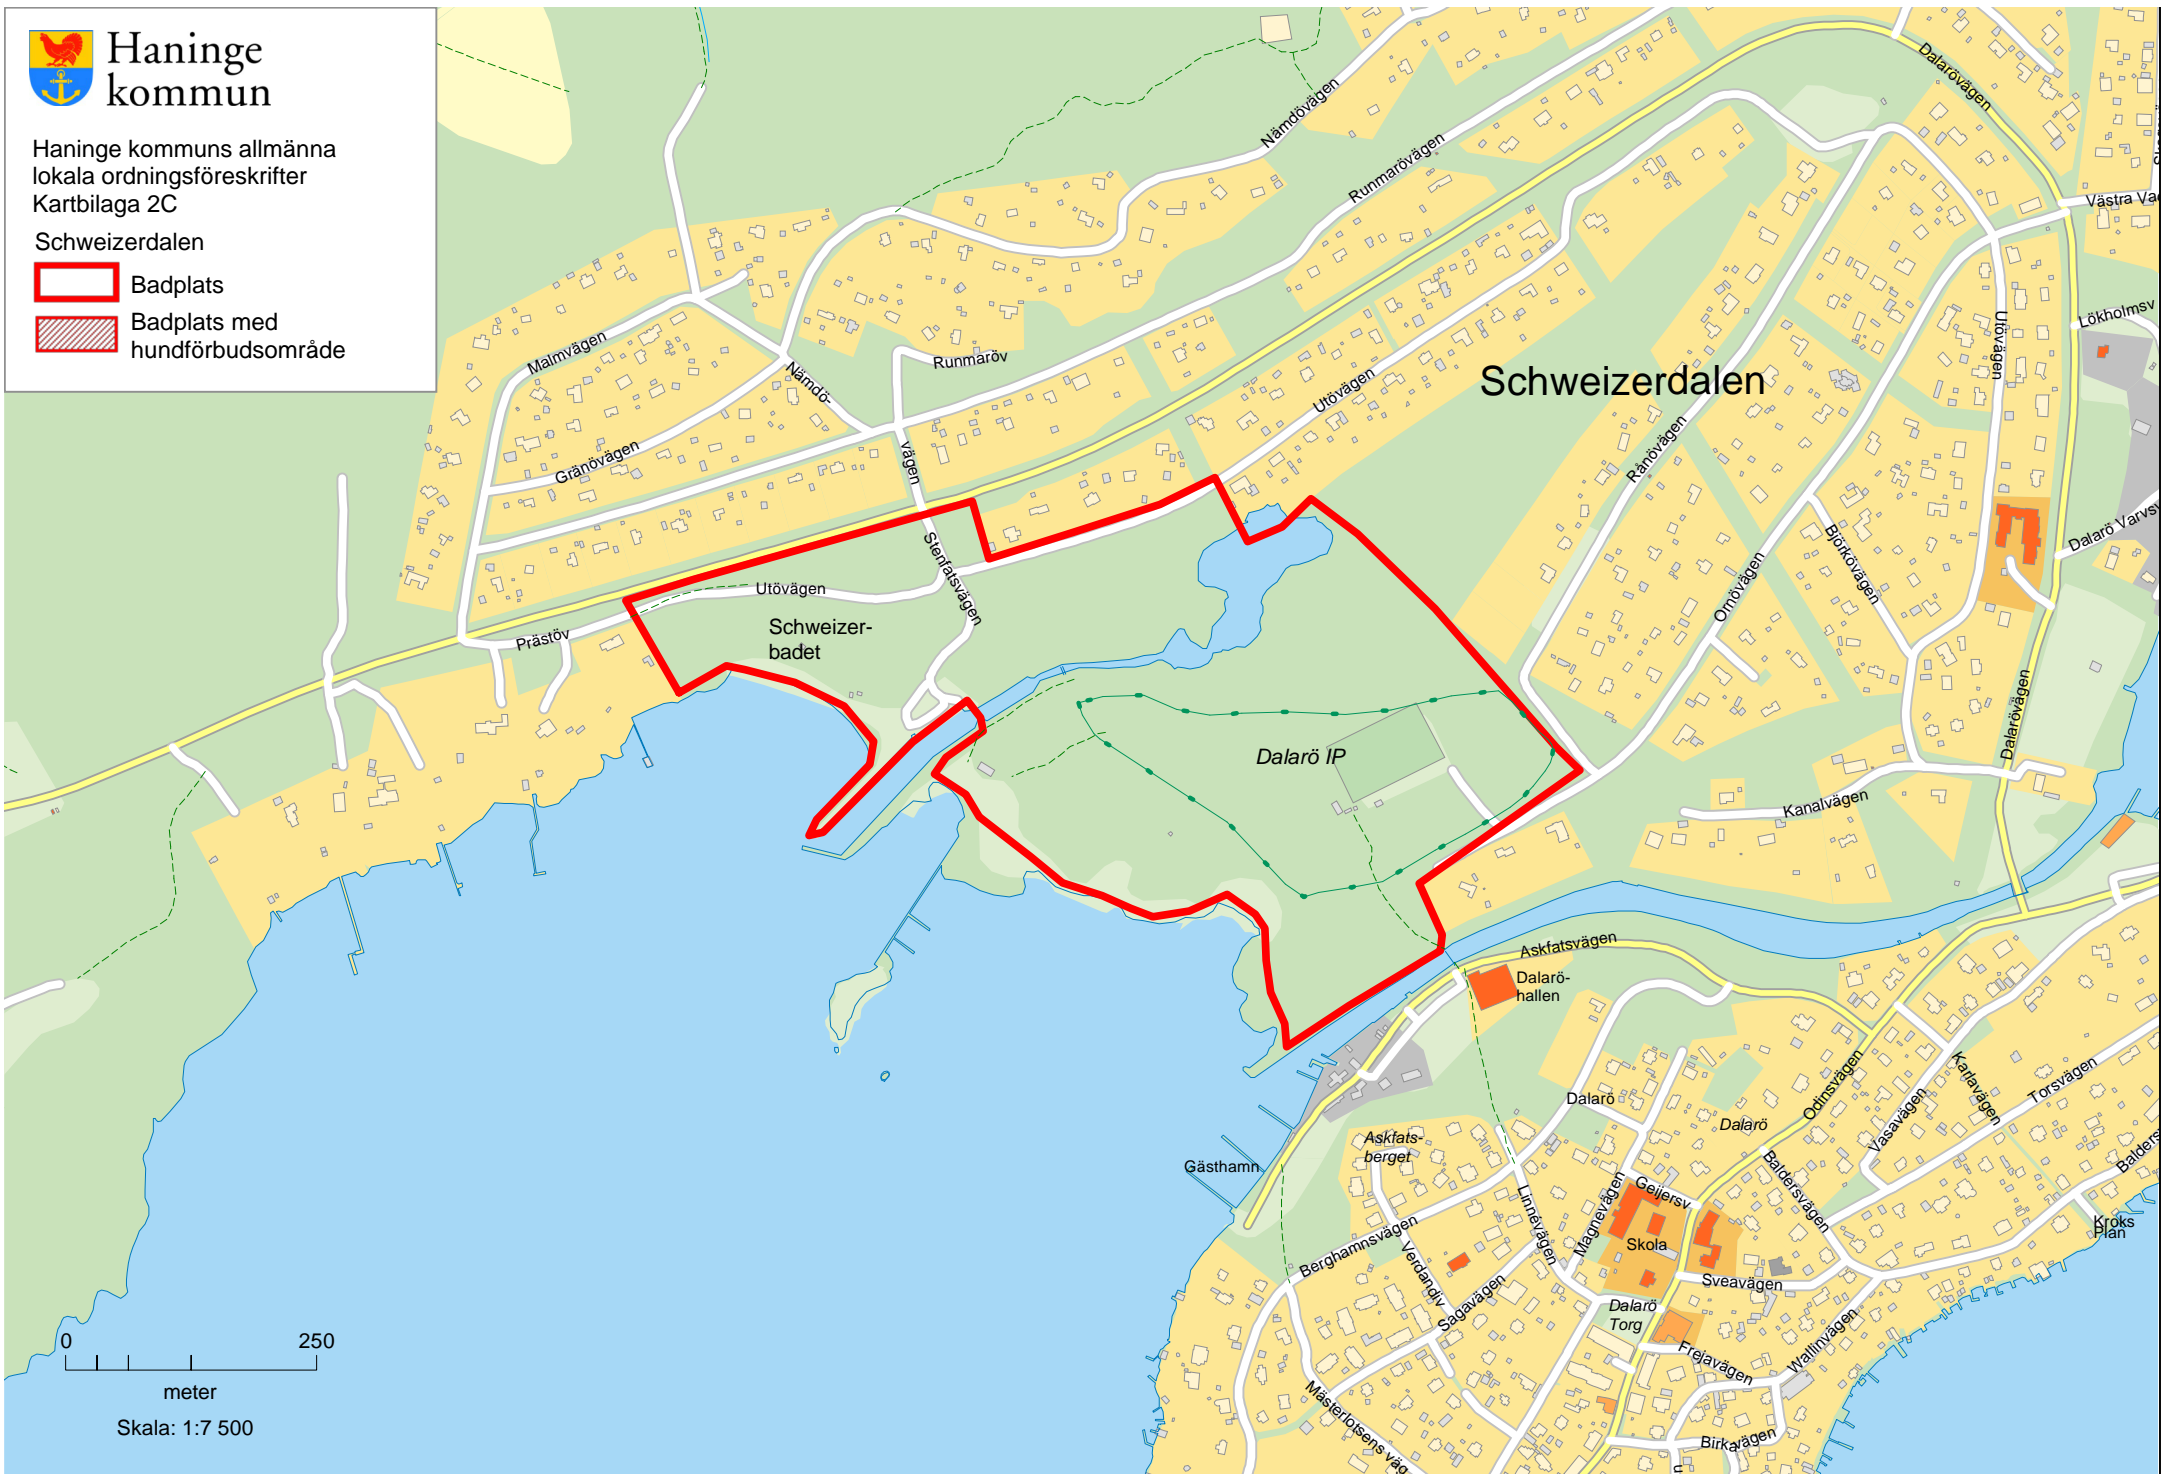 Haninge
kommun
Haninge kommuns allmänna
lokala ordningsföreskrifter
Kartbilaga 2C
Schweizerdalen
Badplats
Badplats med
hundförbudsområde
Nämdövägen
Runmarövägen
Dalarövägen
Västra Va
Lökholmsv
Utövägen
Malmvägen
Nämdö-
vägen
Runmaröv
Gränövägen
Utövägen
Schweizerdalen
Rånövägen
Ornövägen
Björkövägen
Dalarö Varvsv
Stenfatsvägen
Utövägen
Prästöv
Schweizer-
badet
Dalarö IP
Dalarövägen
Kanalvägen
Askfatsvägen
Dalarö-
hallen
Dalarö
Dalarö
Odinsvägen
Karlavägen
Torsvägen
Vasavägen
Baldersvägen
Balders
Askfats-
berget
Gästhamn
Geijersv
Magnevägen
Linnévägen
Skola
Kroks
Plan
Berghamnsvägen
Verdandiv
Sagavägen
Sveavägen
Dalarö
Torg
Frejavägen
Wallinvägen
Mästerlotsens väg
Birkavägen
0 250
meter
Skala: 1:7 500